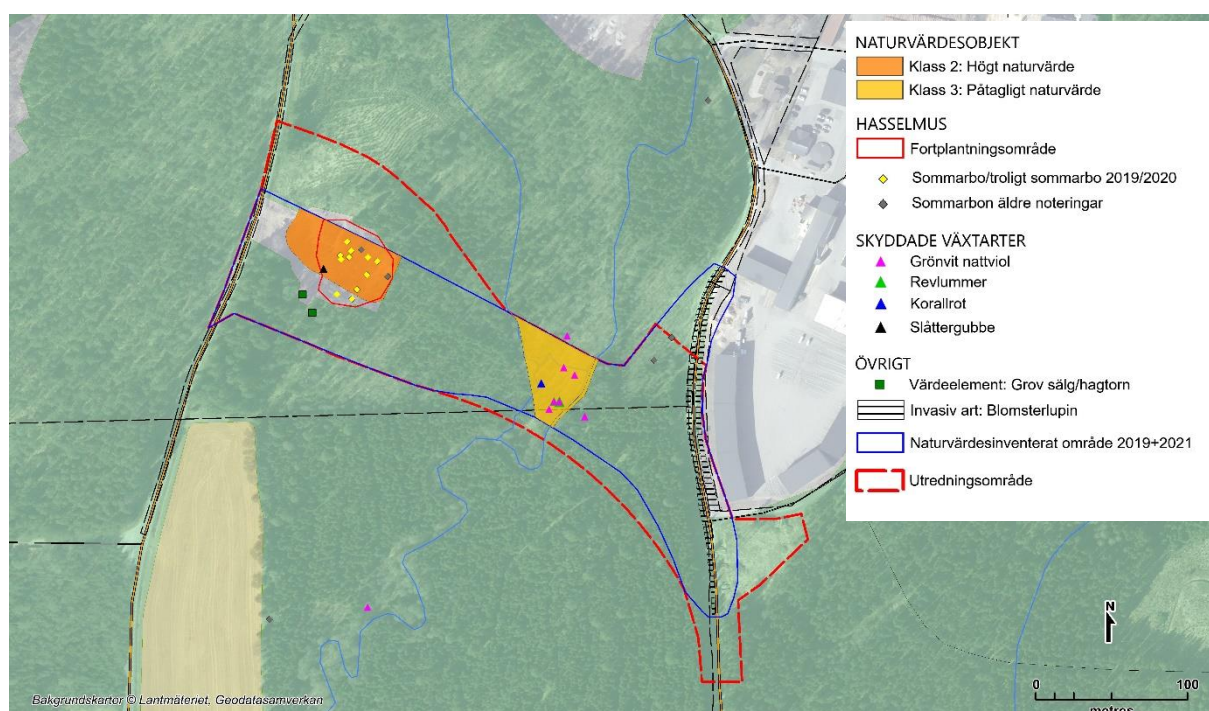 NATURVÄRDESOBJEKT
Klass 2: Högt naturvärde
Klass 3: Påtagligt naturvärde
HASSELMUS
Fortplantningsområde
Sommarbo/troligt sommarbo 2019/2020
Sommarbon äldre noteringar
SKYDDADE VÄXTARTER
Grönvit nattviol
Revlummer
Korallrot
Slåttergubbe
ÖVRIGT
Värdeelement: Grov sälg/hagtorn
Invasiv art: Blomsterlupin
Naturvärdesinventerat område 2019+2021
Utredningsområde
N
0 100
metres
Bakgrundskartor © Lantmäteriet, Geodatasamverkan